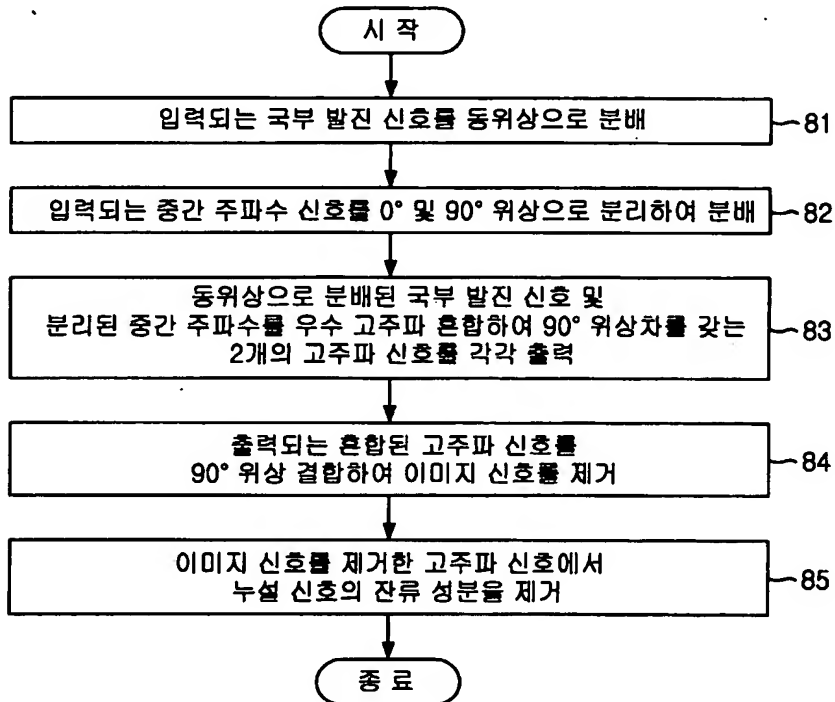 시 작
입력되는 국부 발진 신호를 동위상으로 분배
81
입력되는 중간 주파수 신호를 0° 및 90° 위상으로 분리하여 분배
82
동위상으로 분배된 국부 발진 신호 및
분리된 중간 주파수를 우수 고주파 혼합하여 90° 위상차를 갖는
2개의 고주파 신호를 각각 출력
83
출력되는 혼합된 고주파 신호를
90° 위상 결합하여 이미지 신호를 제거
84
이미지 신호를 제거한 고주파 신호에서
누설 신호의 잔류 성분을 제거
85
종 료